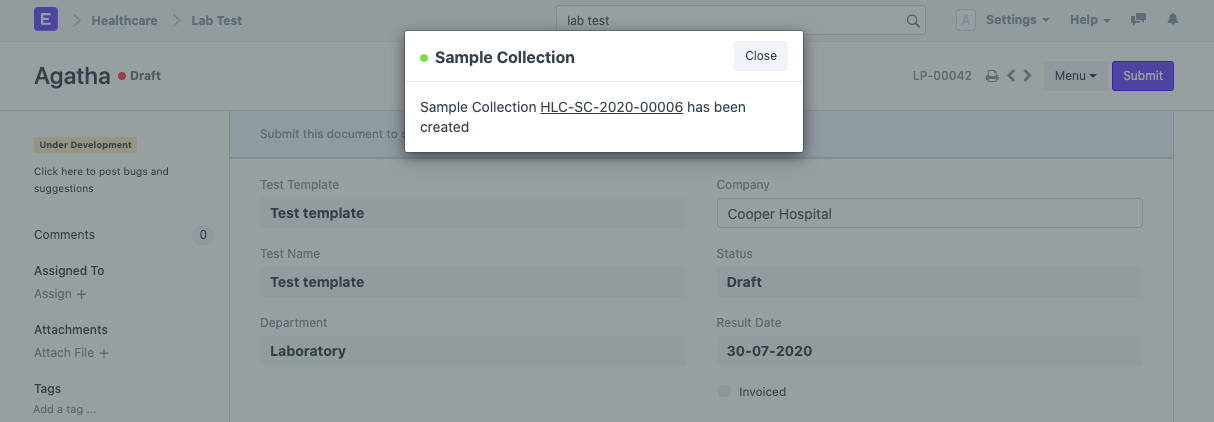 E Healthcare Lab Test lab test A Settings Help
Sample Collection Close
Agatha Draft LP-00042 Menu Submit
Sample Collection HLC-SC-2020-00006 has been
created
Submit this document to
Under Development
Click here to post bugs and
suggestions
Test Template Company
Test template Cooper Hospital
Comments 0
Test Name Status
Assigned To
Test template Draft
Assign +
Department Result Date
Attachments
Laboratory 30-07-2020
Attach File +
Tags Invoiced
Add a tag ...